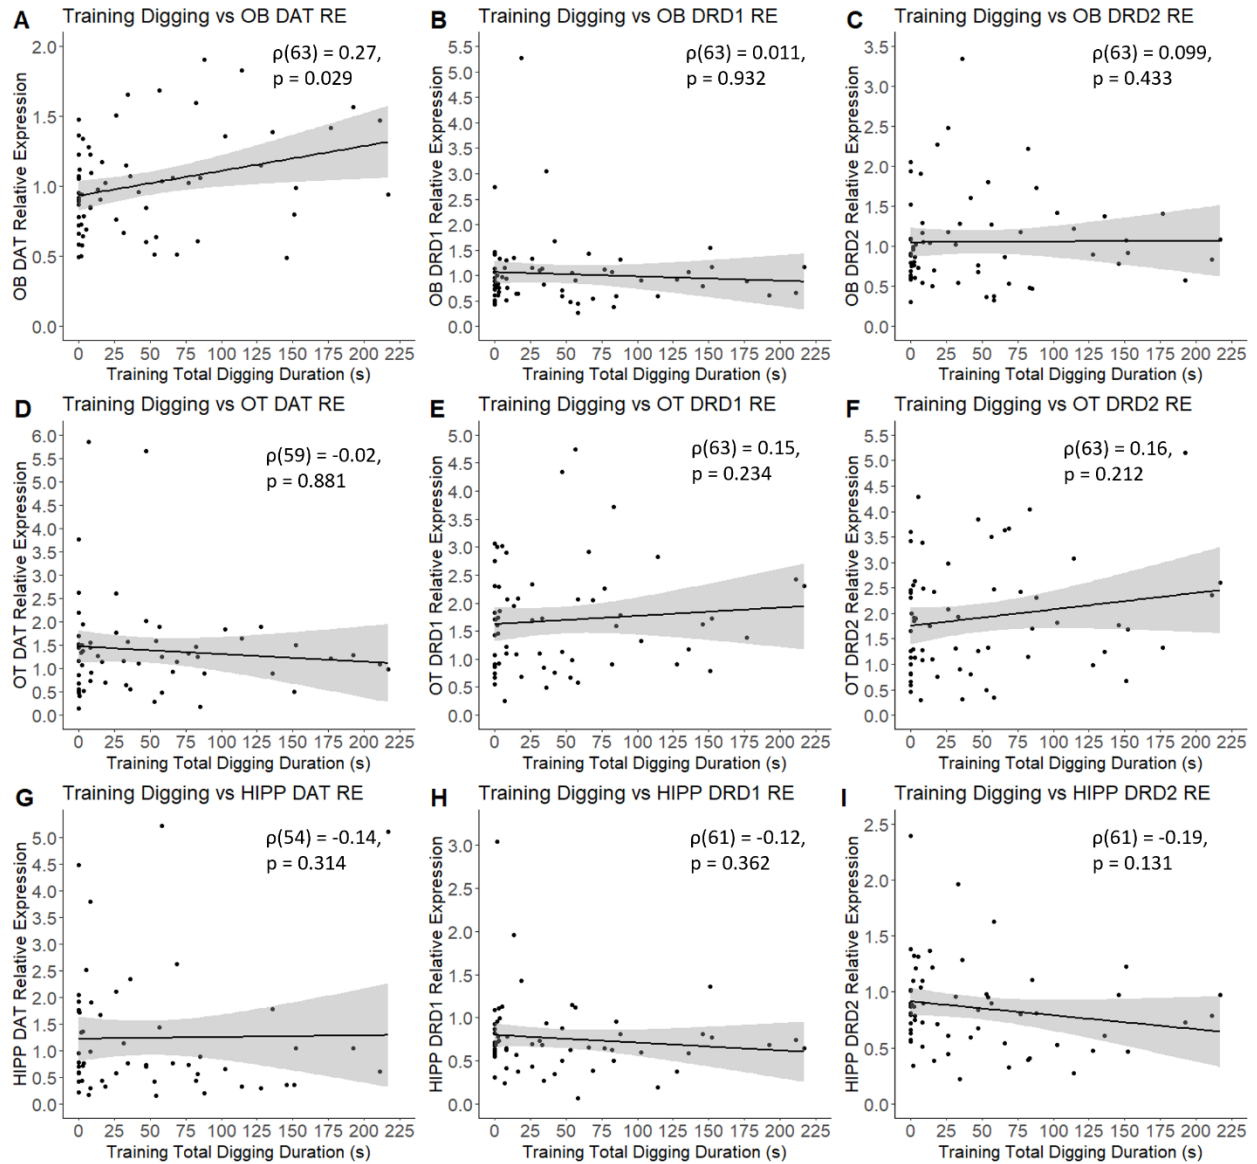 A Training Digging vs OB DAT RE
ρ(63) = 0.27,
p = 0.029
OB DAT Relative Expression
2.0
1.5
1.0
0.5
0.0
0 25 50 75 100 125 150 175 200 225
Training Total Digging Duration (s)
B Training Digging vs OB DRD1 RE
ρ(63) = 0.011,
p = 0.932
OB DRD1 Relative Expression
5.5
5.0
4.5
4.0
3.5
3.0
2.5
2.0
1.5
1.0
0.5
0.0
0 25 50 75 100 125 150 175 200 225
Training Total Digging Duration (s)
C Training Digging vs OB DRD2 RE
ρ(63) = 0.099,
p = 0.433
OB DRD2 Relative Expression
3.5
3.0
2.5
2.0
1.5
1.0
0.5
0.0
0 25 50 75 100 125 150 175 200 225
Training Total Digging Duration (s)
D Training Digging vs OT DAT RE
ρ(59) = -0.02,
p = 0.881
OT DAT Relative Expression
6.0
5.5
5.0
4.5
4.0
3.5
3.0
2.5
2.0
1.5
1.0
0.5
0.0
0 25 50 75 100 125 150 175 200 225
Training Total Digging Duration (s)
E Training Digging vs OT DRD1 RE
ρ(63) = 0.15,
p = 0.234
OT DRD1 Relative Expression
5.0
4.5
4.0
3.5
3.0
2.5
2.0
1.5
1.0
0.5
0.0
0 25 50 75 100 125 150 175 200 225
Training Total Digging Duration (s)
F Training Digging vs OT DRD2 RE
ρ(63) = 0.16,
p = 0.212
OT DRD2 Relative Expression
5.5
5.0
4.5
4.0
3.5
3.0
2.5
2.0
1.5
1.0
0.5
0.0
0 25 50 75 100 125 150 175 200 225
Training Total Digging Duration (s)
G Training Digging vs HIPP DAT RE
ρ(54) = -0.14,
p = 0.314
HIPP DAT Relative Expression
5.0
4.5
4.0
3.5
3.0
2.5
2.0
1.5
1.0
0.5
0.0
0 25 50 75 100 125 150 175 200 225
Training Total Digging Duration (s)
H Training Digging vs HIPP DRD1 RE
ρ(61) = -0.12,
p = 0.362
HIPP DRD1 Relative Expression
3.0
2.5
2.0
1.5
1.0
0.5
0.0
0 25 50 75 100 125 150 175 200 225
Training Total Digging Duration (s)
I Training Digging vs HIPP DRD2 RE
ρ(61) = -0.19,
p = 0.131
HIPP DRD2 Relative Expression
2.5
2.0
1.5
1.0
0.5
0.0
0 25 50 75 100 125 150 175 200 225
Training Total Digging Duration (s)